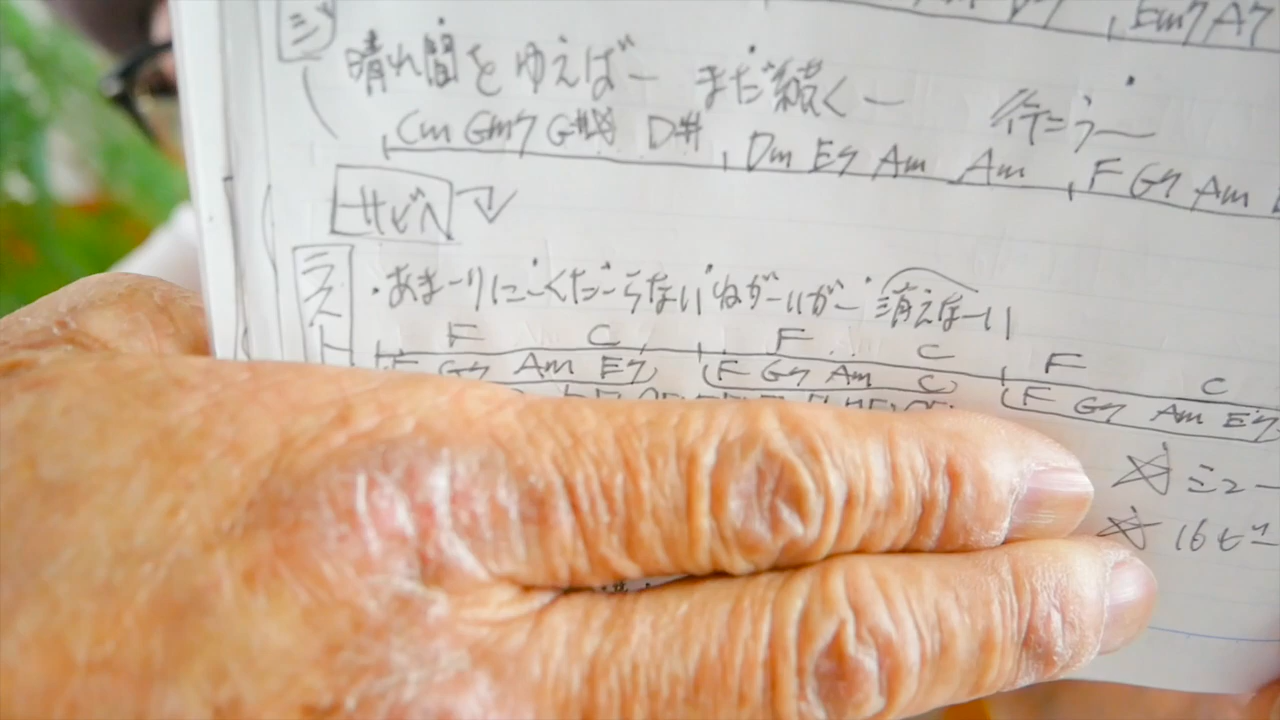 Em7 A7
晴れ間をゆえばー まだ続くー 行こうー
Cm Gm7 G# D# Dm E7 Am Am F G7 Am
サビへ
ラスト
・あまーりにーくだーらないねがーいがー消えなーい
F C F C F C
F G7 Am E7 F G7 Am C F G7 Am E7
☆ミュー
☆16ビー